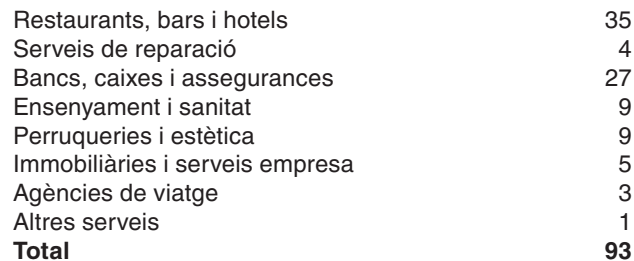 Restaurants, bars i hotels 35
Serveis de reparació 4
Bancs, caixes i assegurances 27
Ensenyament i sanitat 9
Perruqueries i estètica 9
Immobiliàries i serveis empresa 5
Agències de viatge 3
Altres serveis 1
Total 93